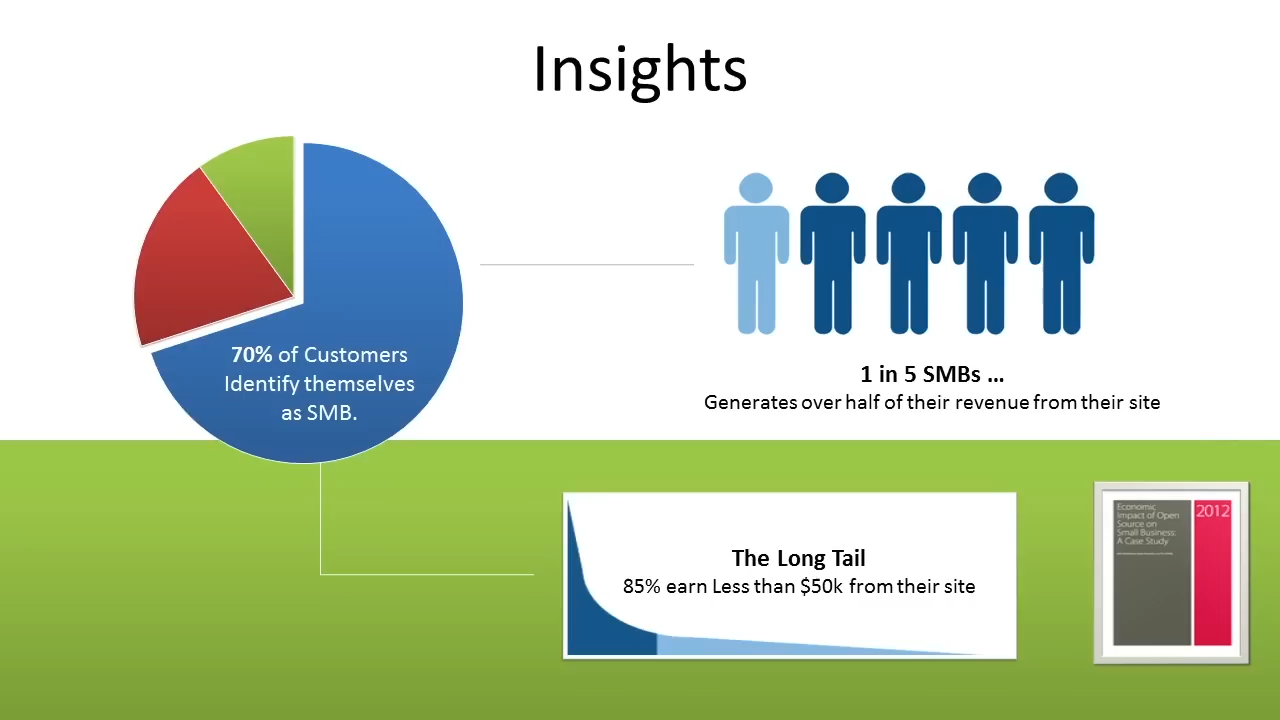 Insights
70% of Customers
Identify themselves
as SMB.
1 in 5 SMBs ...
Generates over half of their revenue from their site
The Long Tail
85% earn Less than $50k from their site
Economic
Impact of Open
Source on
Small Business:
A Case Study
2012